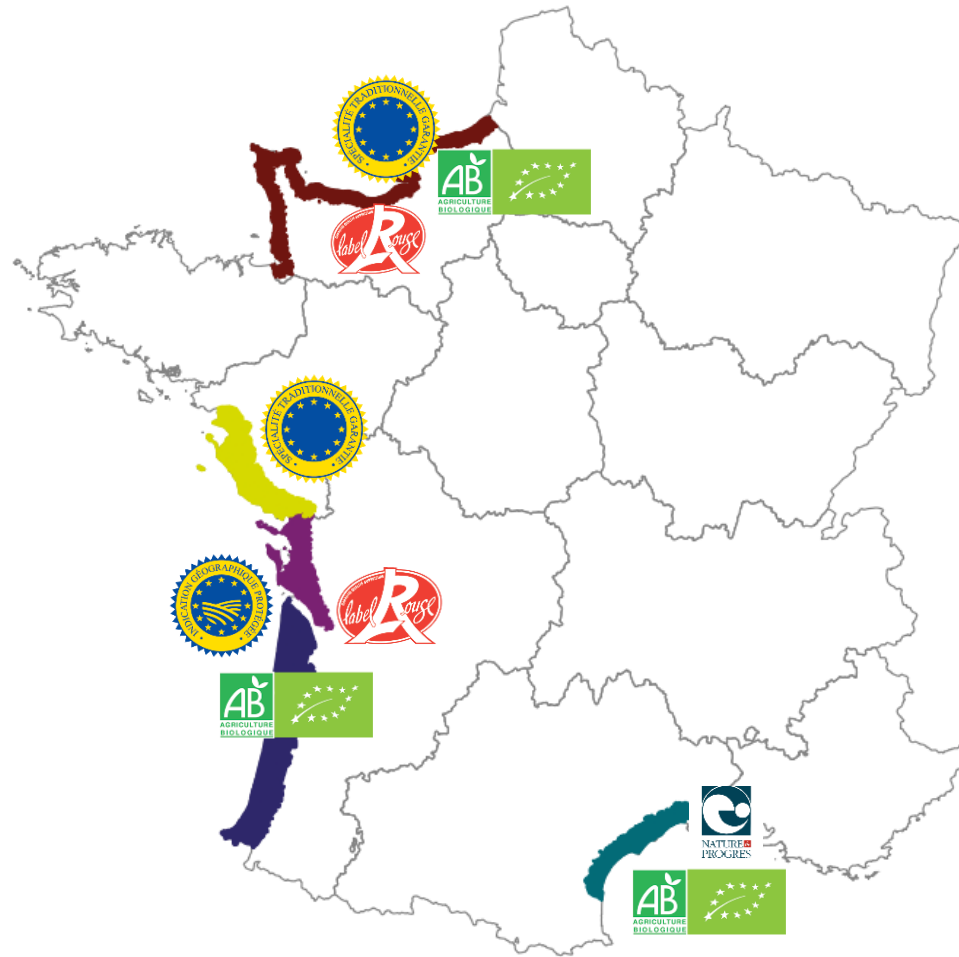 SPÉCIALITÉ TRADITIONNELLE GARANTIE
AB
AGRICULTURE
BIOLOGIQUE
label Rouge
SPÉCIALITÉ TRADITIONNELLE GARANTIE
INDICATION GÉOGRAPHIQUE PROTÉGÉE
label Rouge
AB
AGRICULTURE
BIOLOGIQUE
NATURE &
PROGRES
AB
AGRICULTURE
BIOLOGIQUE